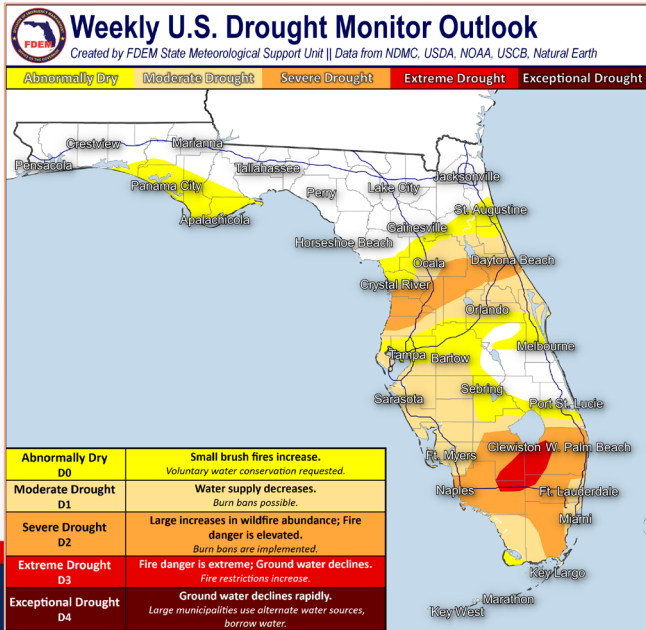 FDEM
Weekly U.S. Drought Monitor Outlook
Created by FDEM State Meteorological Support Unit || Data from NDMC, USDA, NOAA, USCB, Natural Earth
Abnormally Dry Moderate Drought Severe Drought Extreme Drought Exceptional Drought
Crestview Marianna
Pensacola Tallahassee Jacksonville
Panama City Perry Lake City
Apalachicola St. Augustine
Gainesville
Horseshoe Beach
Ocala Daytona Beach
Crystal River
Orlando
Tampa Bartow Melbourne
Sebring
Sarasota Port St. Lucie
Clewiston W. Palm Beach
Ft. Myers
Naples Ft. Lauderdale
Miami
Key Largo
Marathon
Key West
Abnormally Dry
D0
Small brush fires increase.
Voluntary water conservation requested.
Moderate Drought
D1
Water supply decreases.
Burn bans possible.
Severe Drought
D2
Large increases in wildfire abundance; Fire
danger is elevated.
Burn bans are implemented.
Extreme Drought
D3
Fire danger is extreme; Ground water declines.
Fire restrictions increase.
Exceptional Drought
D4
Ground water declines rapidly.
Large municipalities use alternate water sources,
borrow water.